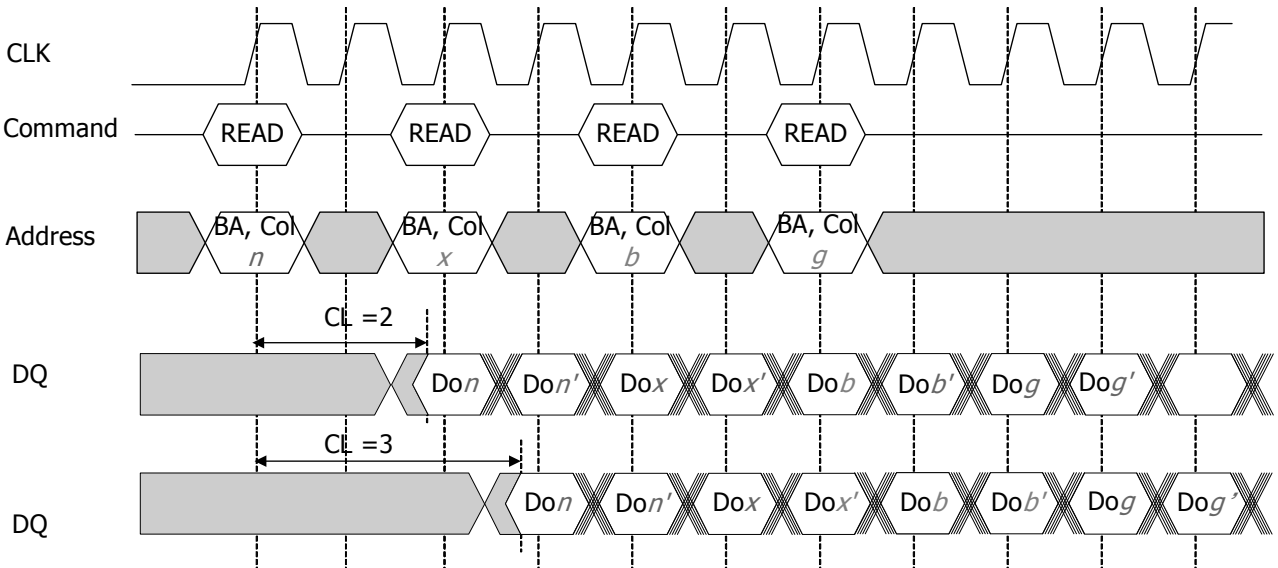 CLK
Command
READ READ READ READ
Address
BA, Col BA, Col BA, Col BA, Col
n x b g
CL =2
DQ
Don Don' Dox Dox' Dob Dob' Dog Dog'
CL =3
DQ
Don Don' Dox Dox' Dob Dob' Dog Dog'